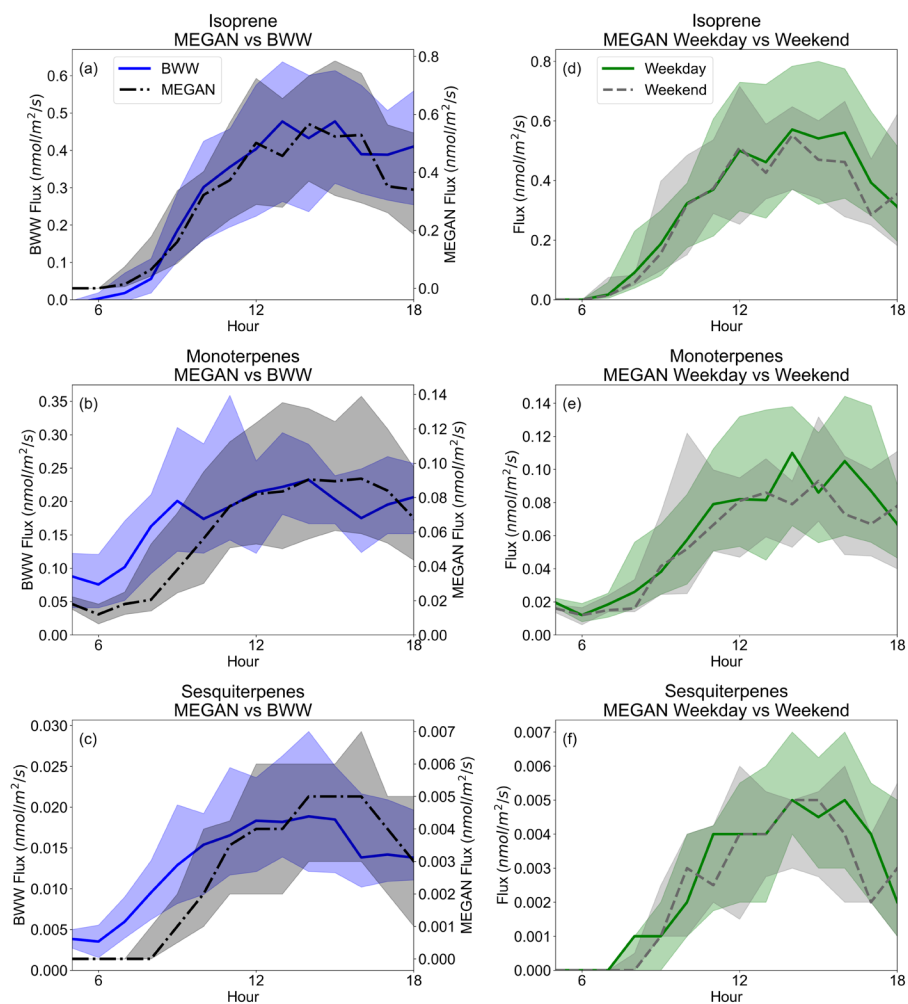 Isoprene
MEGAN vs BWW
(a)
BWW
MEGAN
0.6
0.5
0.4
0.3
0.2
0.1
0.0
BWW Flux (nmol/m²/s)
0.8
0.6
0.4
0.2
0.0
MEGAN Flux (nmol/m²/s)
6
12
18
Hour
Isoprene
MEGAN Weekday vs Weekend
(d)
Weekday
Weekend
0.8
0.6
0.4
0.2
0.0
Flux (nmol/m²/s)
6
12
18
Hour
Monoterpenes
MEGAN vs BWW
(b)
0.35
0.30
0.25
0.20
0.15
0.10
0.05
0.00
BWW Flux (nmol/m²/s)
0.14
0.12
0.10
0.08
0.06
0.04
0.02
0.00
MEGAN Flux (nmol/m²/s)
6
12
18
Hour
Monoterpenes
MEGAN Weekday vs Weekend
(e)
0.14
0.12
0.10
0.08
0.06
0.04
0.02
0.00
Flux (nmol/m²/s)
6
12
18
Hour
Sesquiterpenes
MEGAN vs BWW
(c)
0.030
0.025
0.020
0.015
0.010
0.005
0.000
BWW Flux (nmol/m²/s)
0.007
0.006
0.005
0.004
0.003
0.002
0.001
0.000
MEGAN Flux (nmol/m²/s)
6
12
18
Hour
Sesquiterpenes
MEGAN Weekday vs Weekend
(f)
0.007
0.006
0.005
0.004
0.003
0.002
0.001
0.000
Flux (nmol/m²/s)
6
12
18
Hour